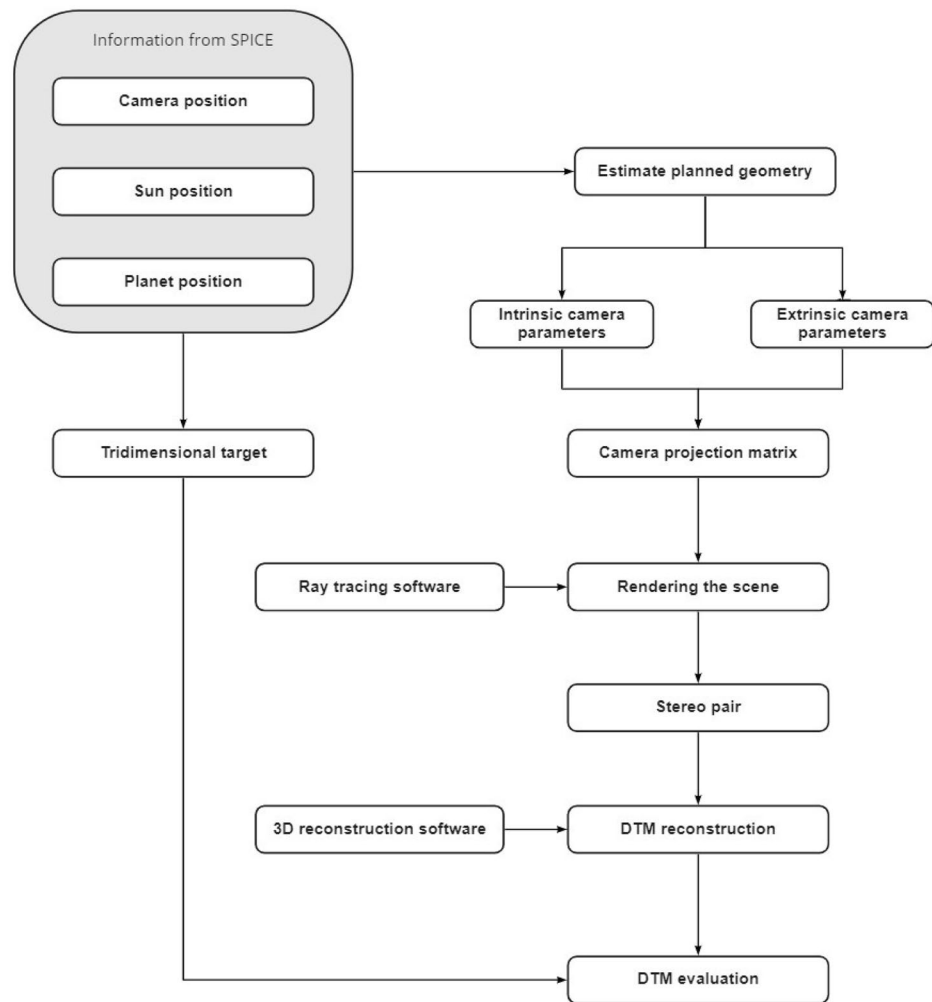 Information from SPICE
Camera position
Sun position
Planet position
Estimate planned geometry
Intrinsic camera
parameters
Extrinsic camera
parameters
Tridimensional target
Camera projection matrix
Ray tracing software
Rendering the scene
Stereo pair
3D reconstruction software
DTM reconstruction
DTM evaluation